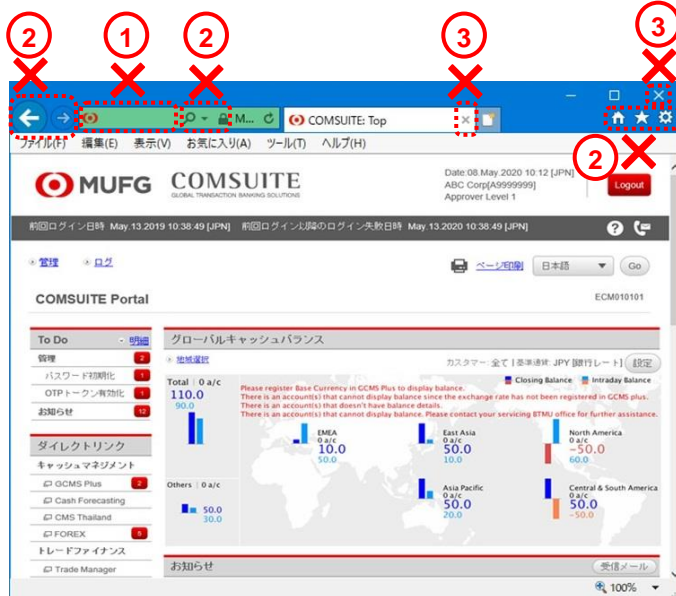 ② ① ② ③ ③
M...
COMSUITE: Top
ファイル(F) 編集(E) 表示(V) お気に入り(A) ツール(T) ヘルプ(H)
②
MUFG COMSUITE
GLOBAL TRANSACTION BANKING SOLUTIONS
Date:08.May.2020 10:12 [JPN]
ABC Corp[A9999999]
Approver Level 1
Logout
前回ログイン日時 May.13.2019 10:38:49 [JPN] 前回ログイン以降のログイン失敗日時 May.13.2020 10:38:49 [JPN]
管理 ログ
ページ印刷 日本語 Go
COMSUITE Portal
ECM010101
To Do 明細
管理 2
パスワード初期化 1
OTPトークン有効化 1
お知らせ 12
ダイレクトリンク
キャッシュマネジメント
GCMS Plus 2
Cash Forecasting
CMS Thailand
FOREX 5
トレードファイナンス
Trade Manager
グローバルキャッシュバランス
地域選択
カスタマー: 全て | 基準通貨: JPY [銀行レート] 設定
Closing Balance Intraday Balance
Total | 0 a/c
110.0
90.0
Please register Base Currency in GCMS Plus to display balance.
There is an account(s) that cannot display balance since the exchange rate has not been registered in GCMS plus.
There is an account(s) that doesn't have balance details.
There is an account(s) that cannot display balance. Please contact your servicing BTMU office for further assistance.
EMEA
0 a/c
10.0
50.0
East Asia
0 a/c
50.0
10.0
North America
0 a/c
-50.0
60.0
Others | 0 a/c
50.0
30.0
Asia Pacific
0 a/c
50.0
20.0
Central & South America
0 a/c
50.0
-50.0
お知らせ 受信メール
100%